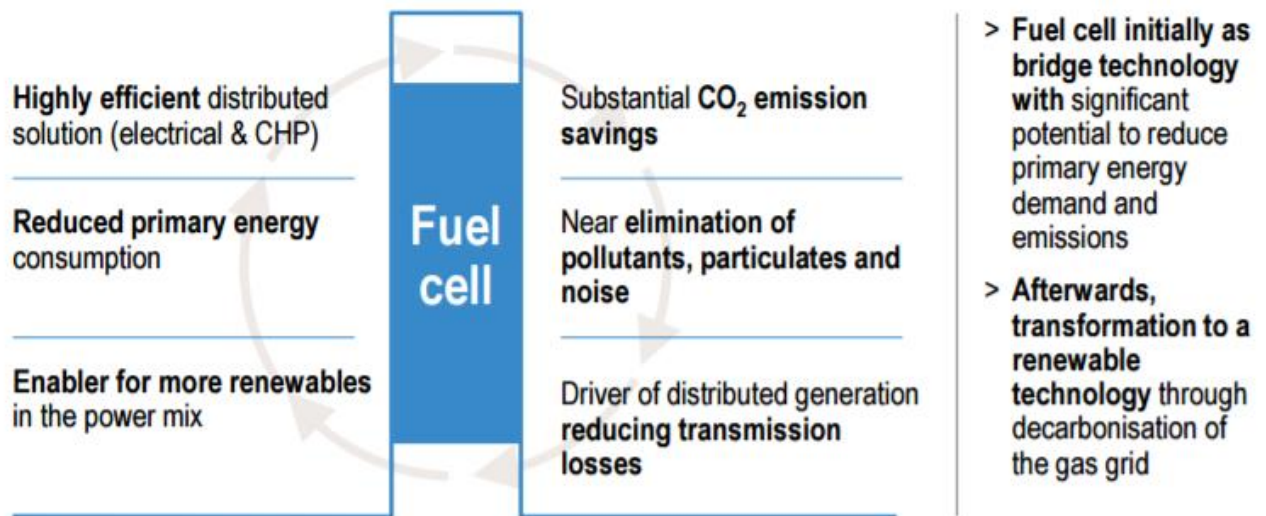 Highly efficient distributed
solution (electrical & CHP)
Reduced primary energy
consumption
Enabler for more renewables
in the power mix
Fuel
cell
Substantial CO₂ emission
savings
Near elimination of
pollutants, particulates and
noise
Driver of distributed generation
reducing transmission
losses
> Fuel cell initially as
bridge technology
with significant
potential to reduce
primary energy
demand and
emissions
> Afterwards,
transformation to a
renewable
technology through
decarbonisation of
the gas grid